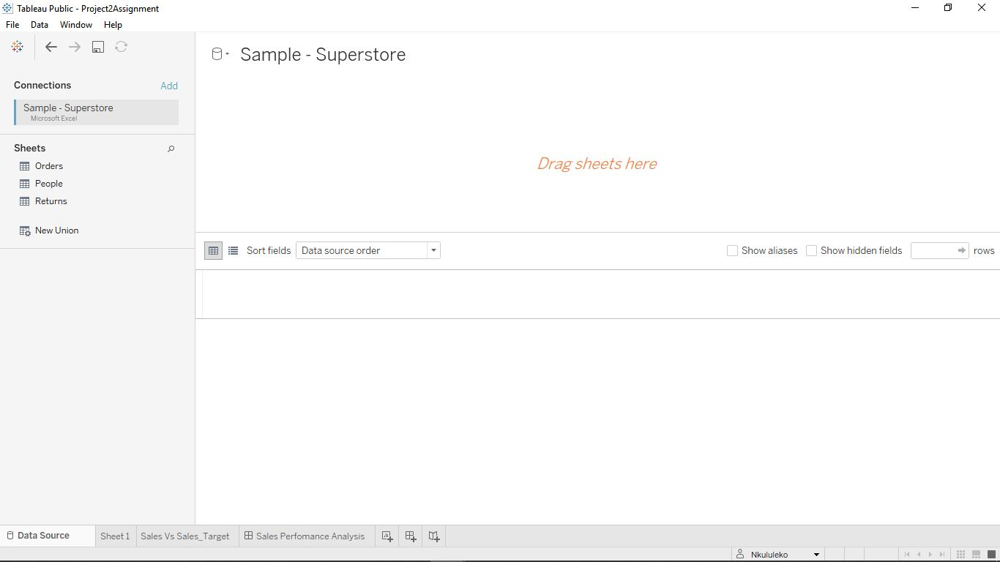 Tableau Public - Project2Assignment
File Data Window Help
Connections Add
Sample - Superstore
Microsoft Excel
Sheets
Orders
People
Returns
New Union
Sample - Superstore
Drag sheets here
Sort fields Data source order Show aliases Show hidden fields rows
Data Source Sheet 1 Sales Vs Sales_Target Sales Perfomance Analysis
Nkululeko